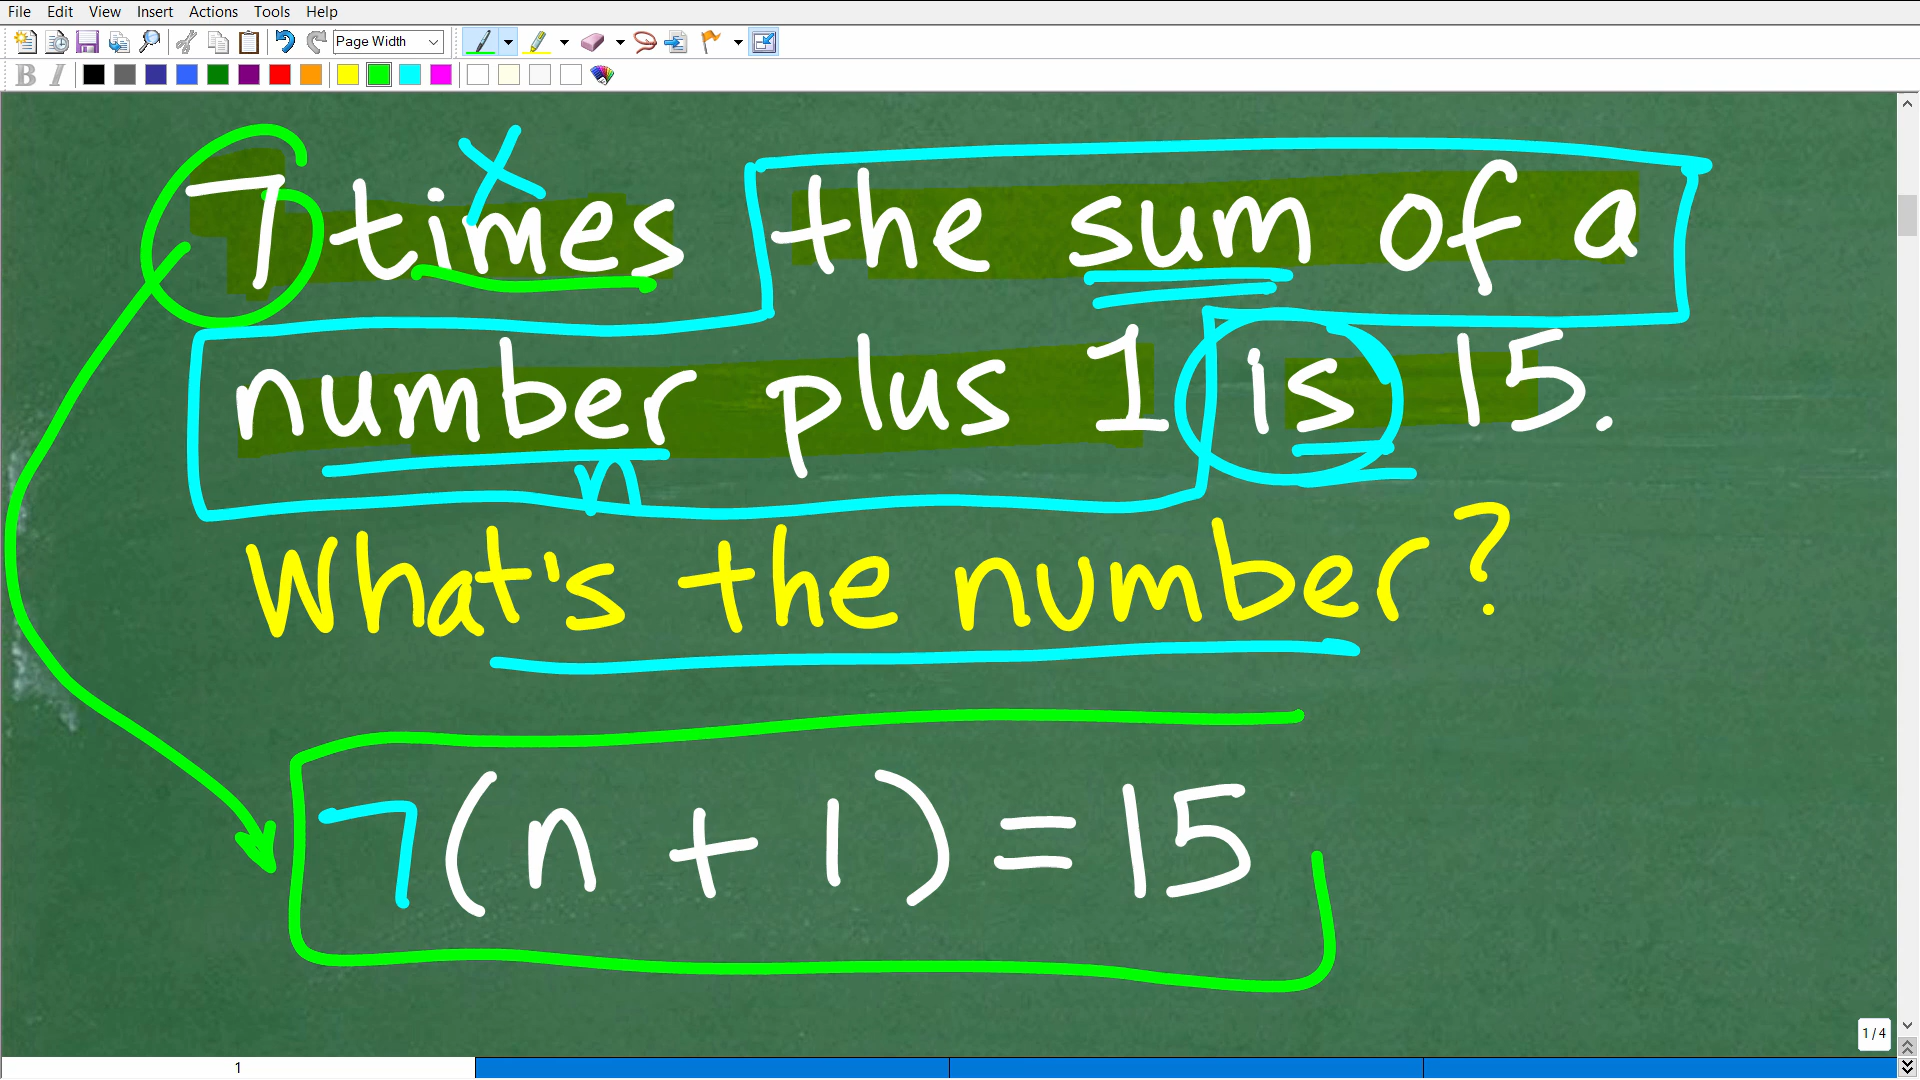 File Edit View Insert Actions Tools Help
Page Width
B I
x
7 times the sum of a
number plus 1 is 15.
n
What's the number?
7(n + 1) = 15
1 / 4
1